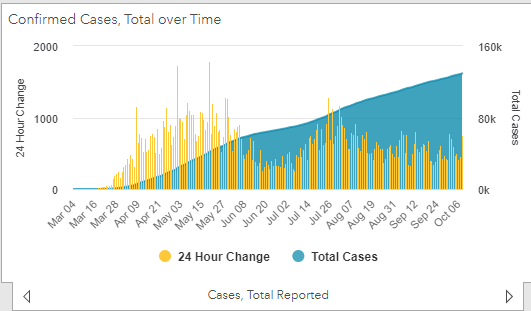 Confirmed Cases, Total over Time
2000
160k
24 Hour Change
1000
80k
Total Cases
0
0k
Mar 04
Mar 16
Mar 28
Apr 09
Apr 21
May 03
May 15
May 27
Jun 08
Jun 20
Jul 02
Jul 14
Jul 26
Aug 07
Aug 19
Aug 31
Sep 12
Sep 24
Oct 06
24 Hour Change
Total Cases
Cases, Total Reported